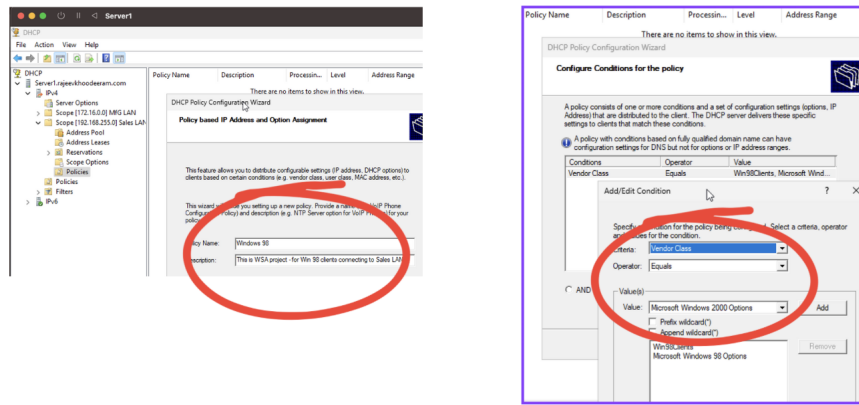 Server1
DHCP
File Action View Help
DHCP
Server1.rajeevkhoodeeram.com
IPv4
Server Options
Scope [172.16.0.0] MFG LAN
Scope [192.168.255.0] Sales LAN
Address Pool
Address Leases
Reservations
Scope Options
Policies
Policies
Filters
IPv6
Policy Name Description Processin... Level Address Range
There are no items to show in this view.
DHCP Policy Configuration Wizard
Policy based IP Address and Option Assignment
This feature allows you to distribute configurable settings (IP address, DHCP options) to
clients based on certain conditions (e.g. vendor class, user class, MAC address, etc.).
This wizard will you setting up a new policy. Provide a VoIP Phone
Configuration Policy) and description (e.g. NTP Server option for VoIP for your
policy
Policy Name: Windows 98
Description: This is WSA project - for Win 98 clients connecting to Sales LAN
Policy Name Description Processin... Level Address Range
There are no items to show in this view.
DHCP Policy Configuration Wizard
Configure Conditions for the policy
A policy consists of one or more conditions and a set of configuration settings (options, IP
Address) that are distributed to the client. The DHCP server delivers these specific
settings to clients that match these conditions.
A policy with conditions based on fully qualified domain name can have
configuration settings for DNS but not for options or IP address ranges.
Conditions Operator Value
Vendor Class Equals Win98Clients, Microsoft Wind...
Add/Edit Condition ? X
Specify condition for the policy being configured. Select a criteria, operator
and values for the condition.
Criteria: Vendor Class
Operator: Equals
AND
Value(s)
Value: Microsoft Windows 2000 Options Add
Prefix wildcard(*)
Append wildcard(*)
Win98Clients
Microsoft Windows 98 Options
Remove